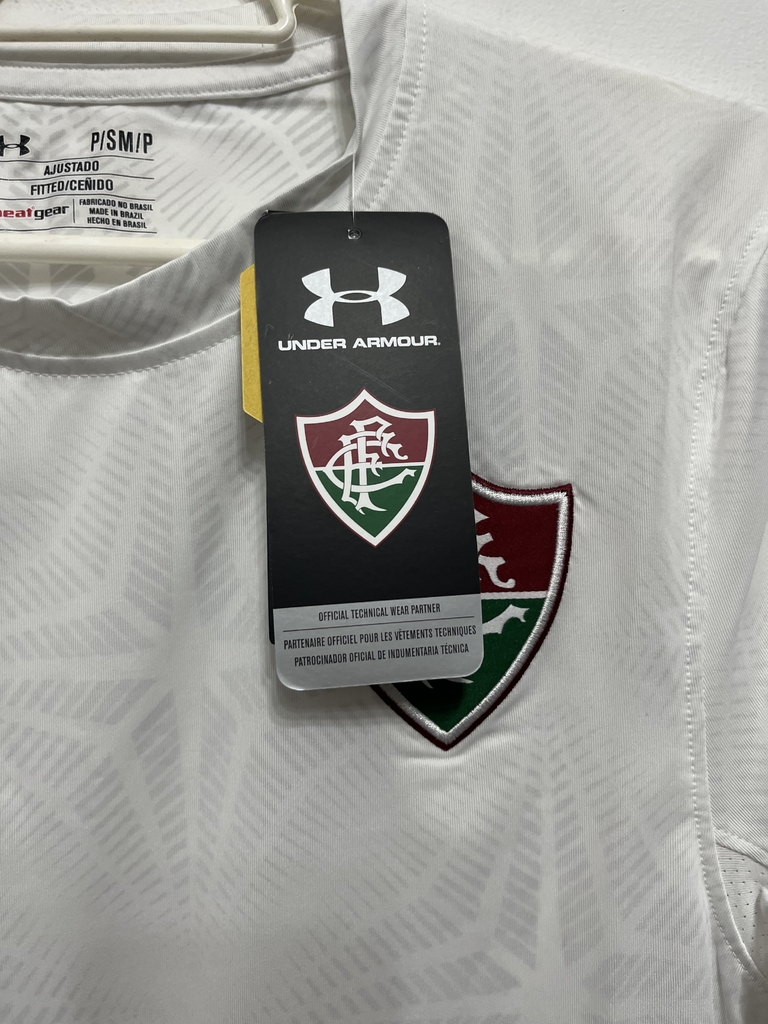 P/SM/P
AJUSTADO
FITTED/CEÑIDO
heatgear
FABRICADO NO BRASIL
MADE IN BRAZIL
HECHO EN BRASIL
UNDER ARMOUR.
FFC
OFFICIAL TECHNICAL WEAR PARTNER
PARTENAIRE OFFICIEL POUR LES VÊTEMENTS TECHNIQUES
PATROCINADOR OFICIAL DE INDUMENTARIA TÉCNICA